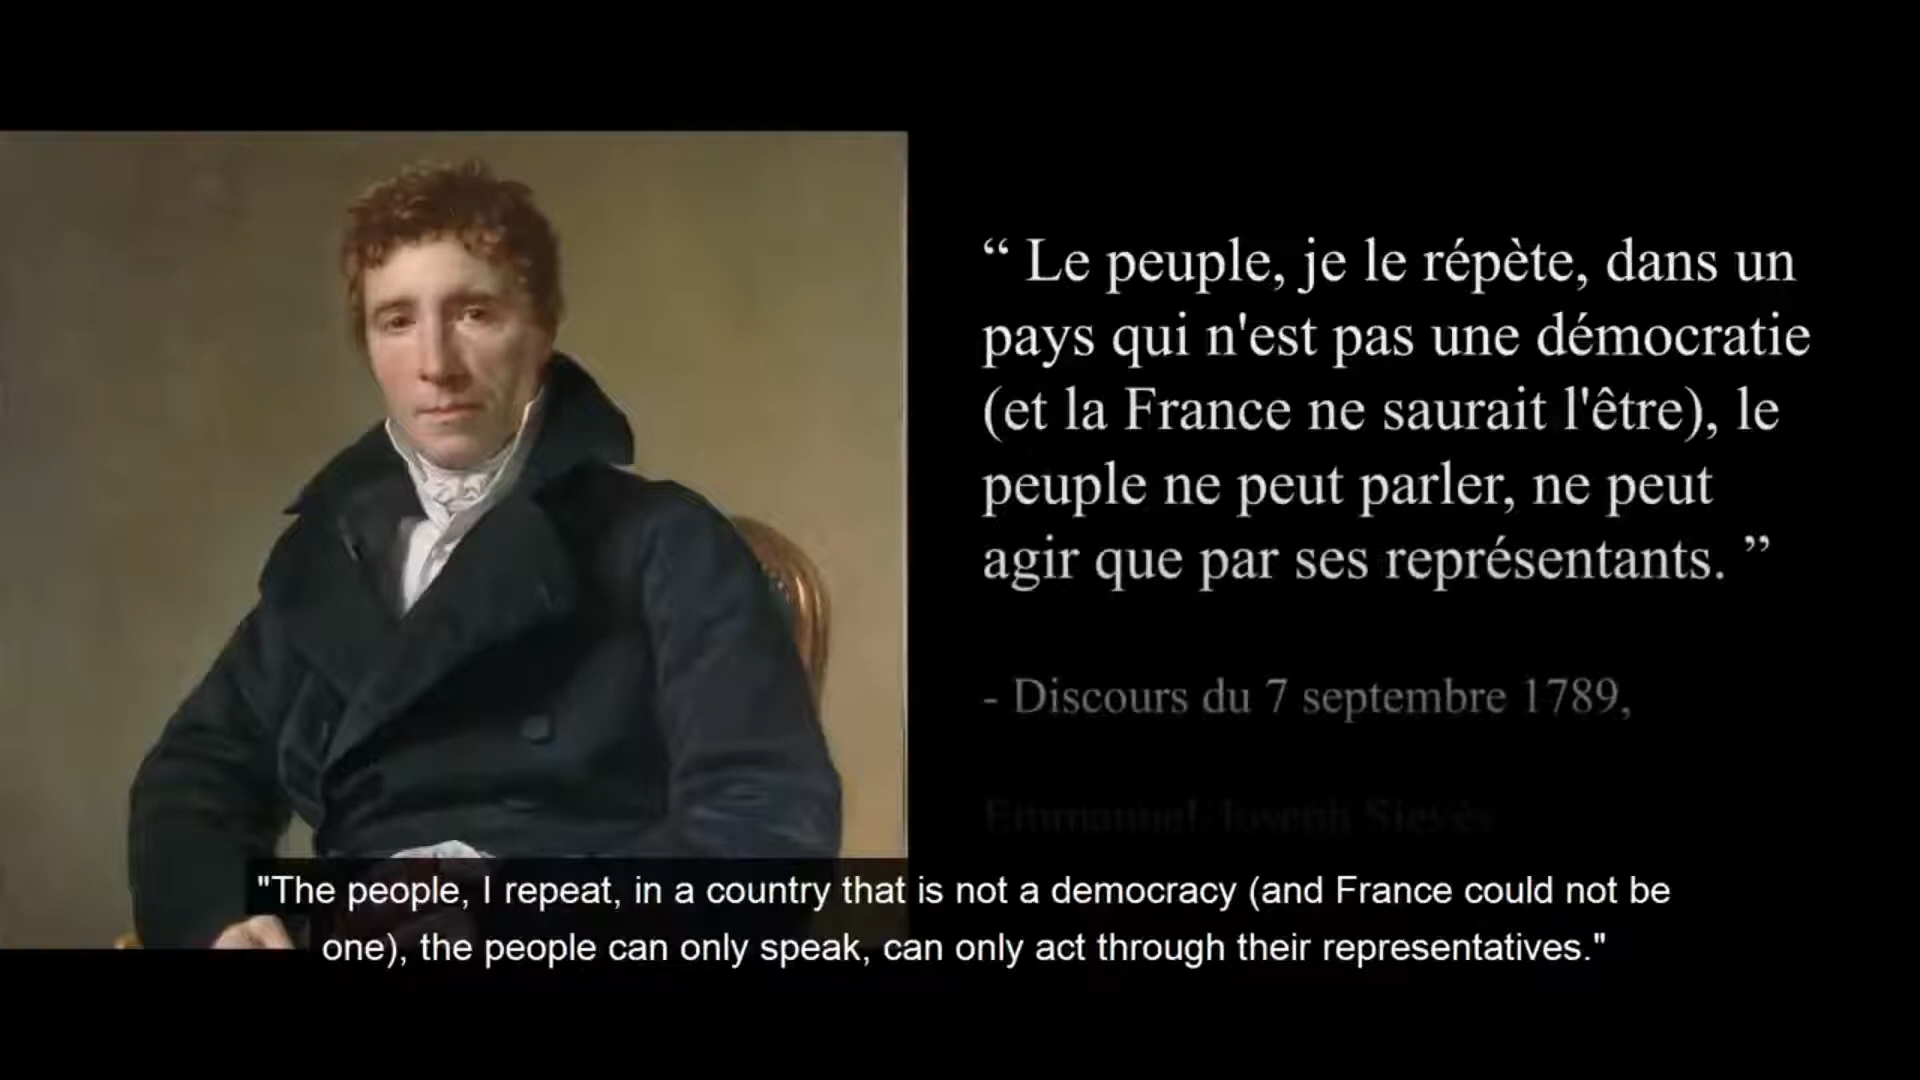 “ Le peuple, je le répète, dans un
pays qui n'est pas une démocratie
(et la France ne saurait l'être), le
peuple ne peut parler, ne peut
agir que par ses représentants. ”
- Discours du 7 septembre 1789,
Emmanuel-Joseph Sieyès
"The people, I repeat, in a country that is not a democracy (and France could not be
one), the people can only speak, can only act through their representatives."